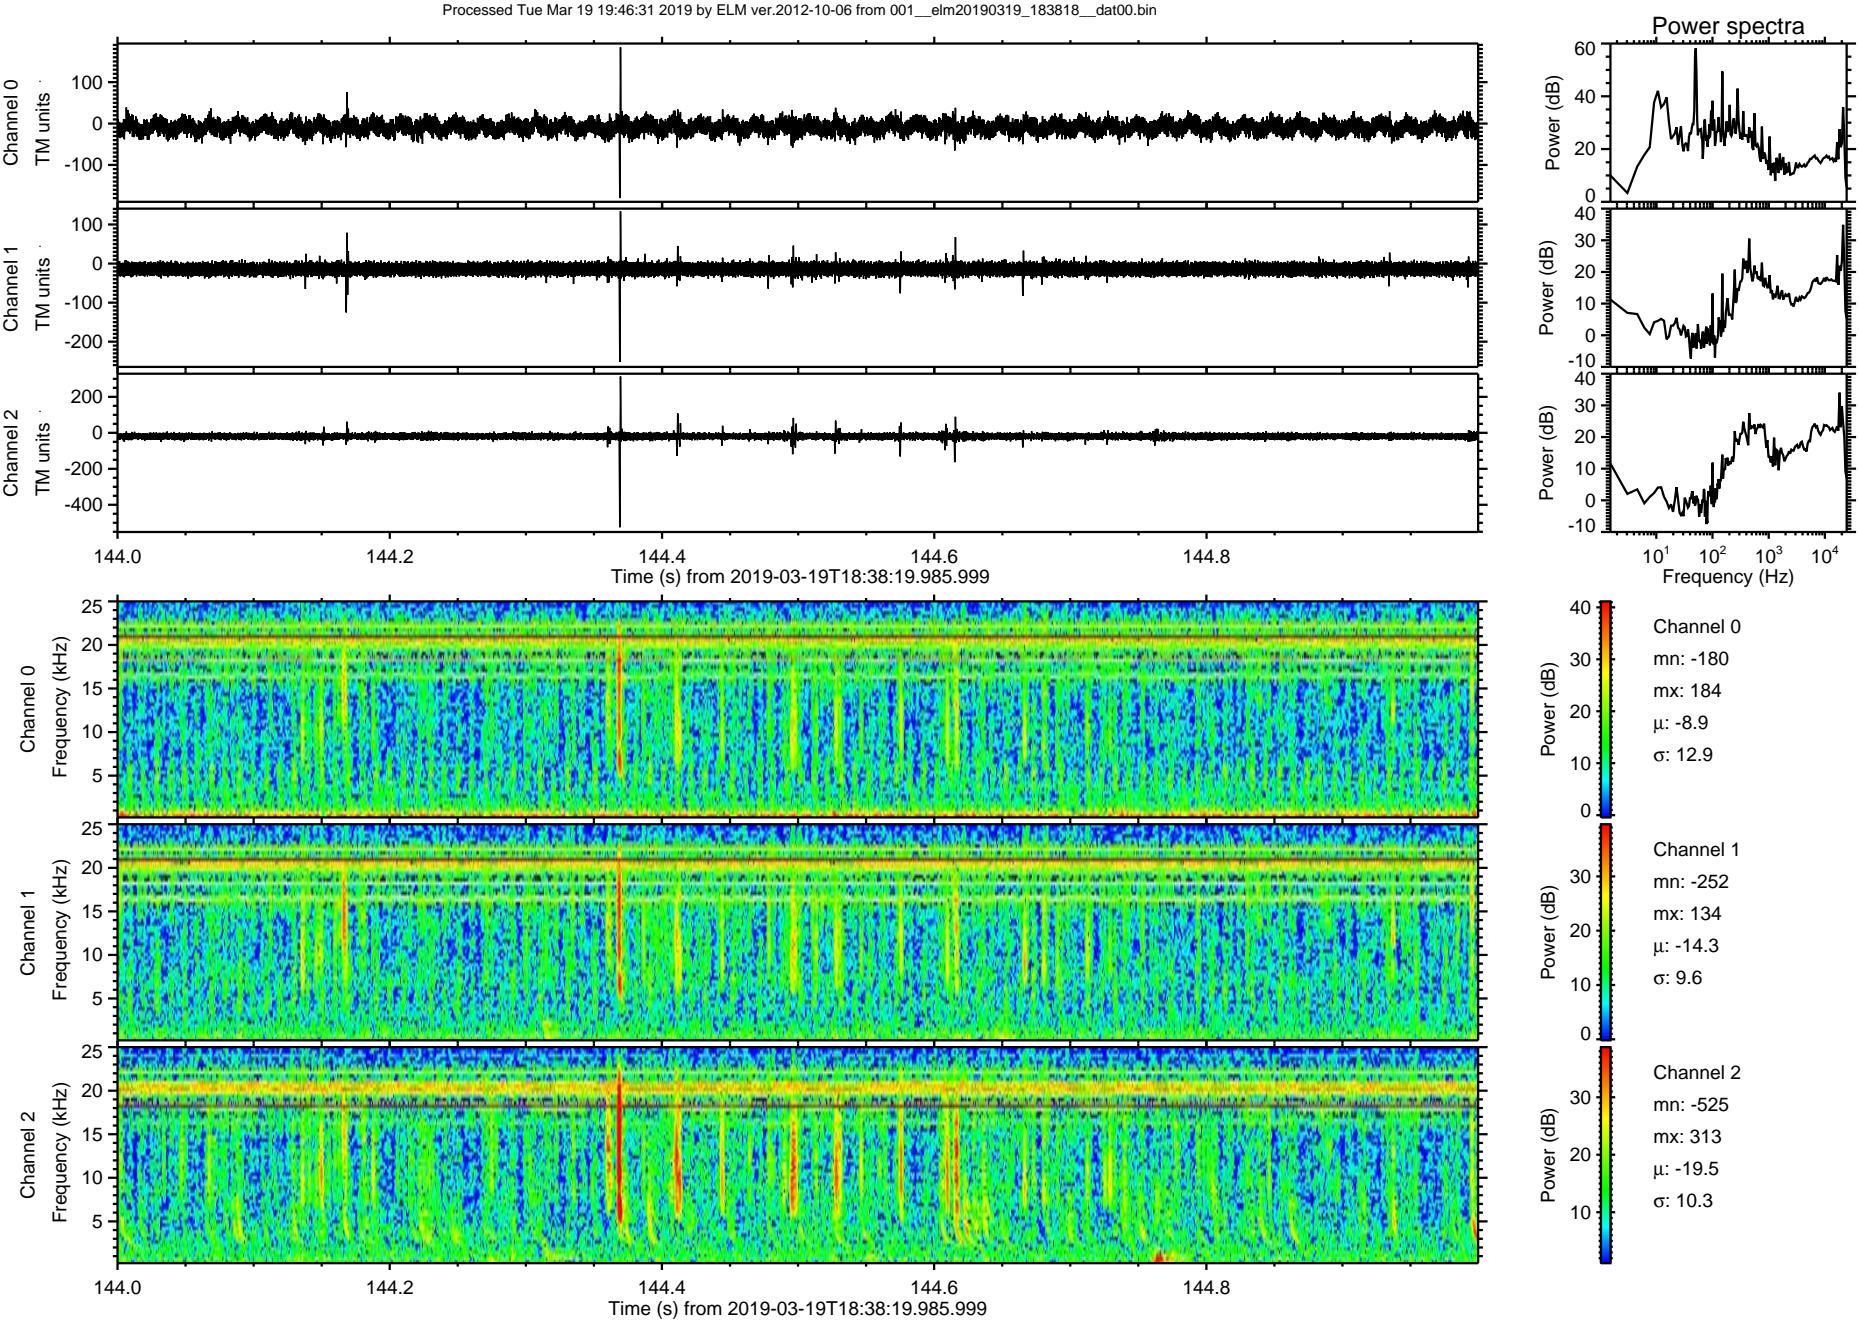 Processed Tue Mar 19 19:46:31 2019 by ELM ver.2012-10-06 from 001__elm20190319_183818__dat00.bin
Power spectra
Channel 0
TM units
100
0
-100
Power (dB)
60
40
20
0
Channel 1
TM units
100
0
-100
-200
Power (dB)
40
30
20
10
0
-10
Channel 2
TM units
200
0
-200
-400
Power (dB)
40
30
20
10
0
-10
144.0 144.2 144.4 144.6 144.8
Time (s) from 2019-03-19T18:38:19.985.999
10^1 10^2 10^3 10^4
Frequency (Hz)
Channel 0
Frequency (kHz)
25
20
15
10
5
Power (dB)
40
30
20
10
0
Channel 0
mn: -180
mx: 184
μ: -8.9
σ: 12.9
Channel 1
Frequency (kHz)
25
20
15
10
5
Power (dB)
30
20
10
0
Channel 1
mn: -252
mx: 134
μ: -14.3
σ: 9.6
Channel 2
Frequency (kHz)
25
20
15
10
5
Power (dB)
30
20
10
Channel 2
mn: -525
mx: 313
μ: -19.5
σ: 10.3
144.0 144.2 144.4 144.6 144.8
Time (s) from 2019-03-19T18:38:19.985.999